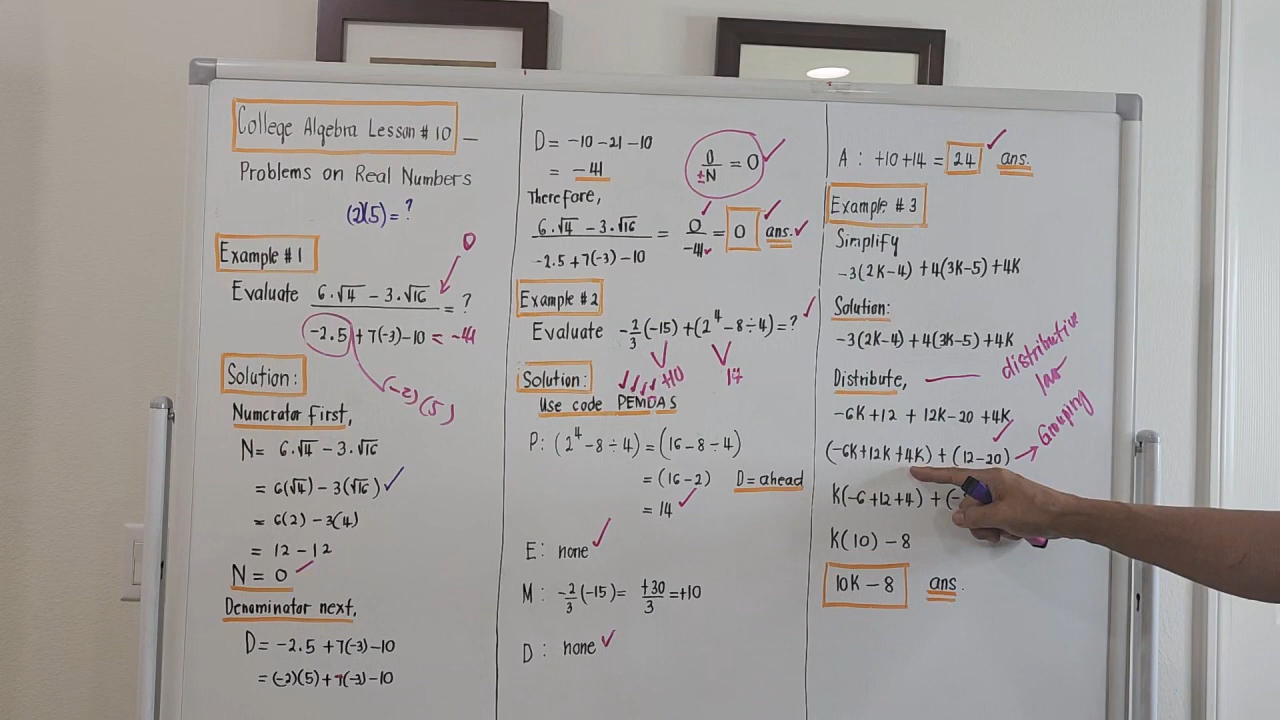 College Algebra Lesson # 10 —
Problems on Real Numbers
(2)(5) = ?
Example # 1
0
Evaluate (6.√4 − 3.√16)/(−2.5 + 7(−3) − 10) = ?
= −41
(−2)(5)
Solution:
Numerator first,
N = 6.√4 − 3.√16
= 6(√4) − 3(√16) ✓
= 6(2) − 3(4)
= 12 − 12
N = 0 ✓
Denominator next,
D = −2.5 + 7(−3) − 10
= (−2)(5) + 7(−3) − 10
D = −10 − 21 − 10
= −41
0/±N = 0 ✓
Therefore,
(6.√4 − 3.√16)/(−2.5 + 7(−3) − 10) = 0/−41 = 0 ans. ✓
Example # 2
Evaluate −2/3(−15) + (2⁴ − 8 ÷ 4) = ? ✓
+10
14
Solution:
Use code PEMDAS
P: (2⁴ − 8 ÷ 4) = (16 − 8 ÷ 4)
= (16 − 2) D = ahead
= 14 ✓
E: none ✓
M: −2/3(−15) = +30/3 = +10
D: none ✓
A: +10 + 14 = 24 ✓ ans.
Example # 3
Simplify
−3(2K−4) + 4(3K−5) + 4K
Solution:
−3(2K−4) + 4(3K−5) + 4K
Distribute, — distributive law
−6K + 12 + 12K − 20 + 4K
(−6K + 12K + 4K) + (12 − 20) → Grouping
K(−6 + 12 + 4) + (−
K(10) − 8
10K − 8 ans.